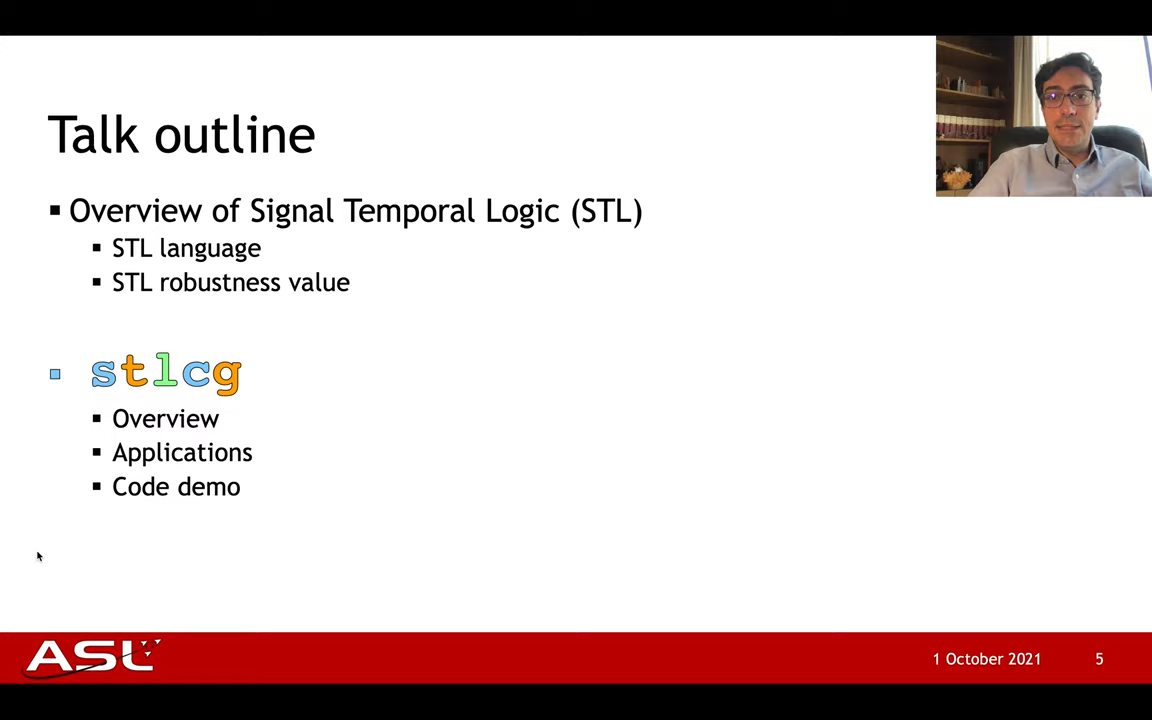 Talk outline
Overview of Signal Temporal Logic (STL)
STL language
STL robustness value
stlcg
Overview
Applications
Code demo
ASL
1 October 2021
5